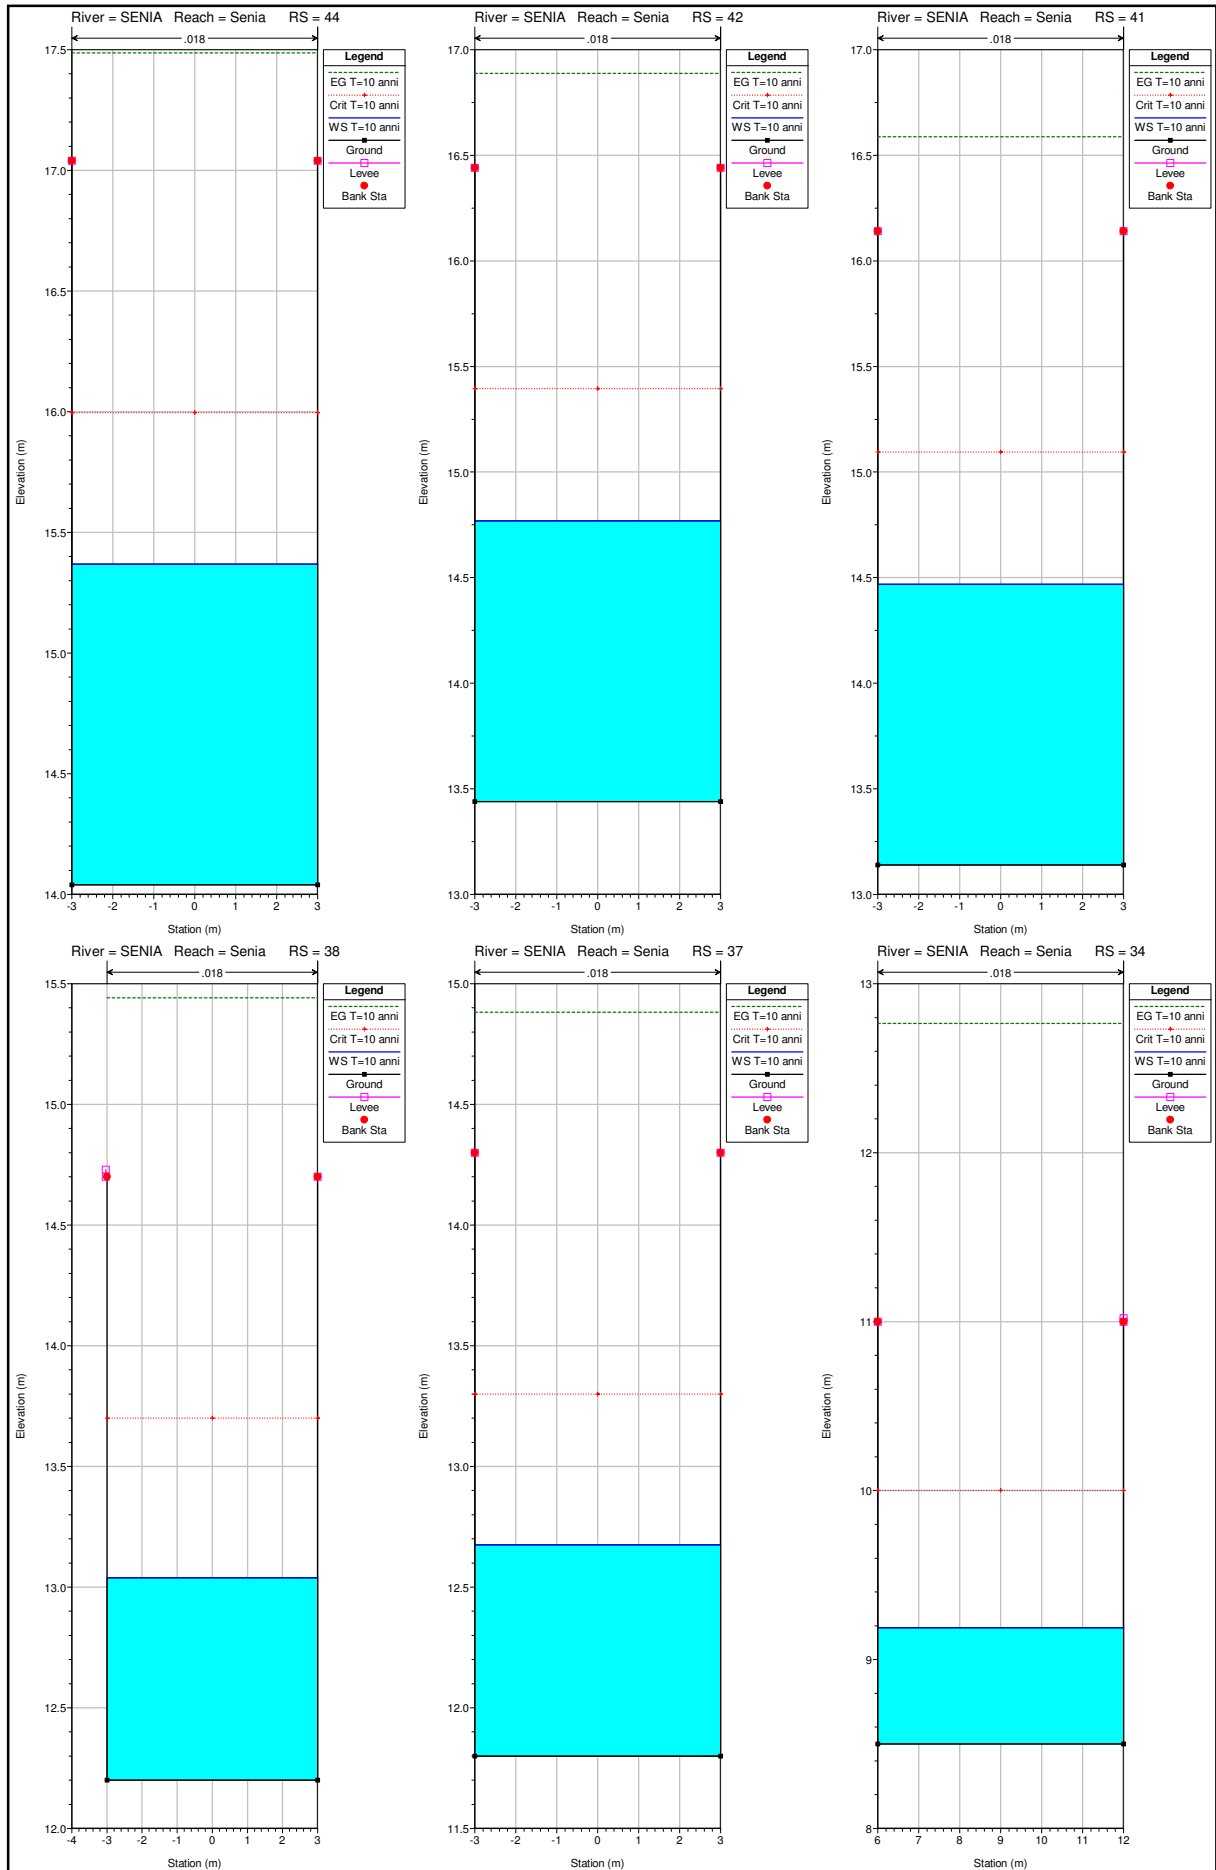 River = SENIA   Reach = Senia   RS = 44
.018
Legend
EG T=10 anni
Crit T=10 anni
WS T=10 anni
Ground
Levee
Bank Sta
17.5
17.0
16.5
16.0
15.5
15.0
14.5
14.0
Elevation (m)
-3 -2 -1 0 1 2 3
Station (m)
River = SENIA   Reach = Senia   RS = 42
.018
Legend
EG T=10 anni
Crit T=10 anni
WS T=10 anni
Ground
Levee
Bank Sta
17.0
16.5
16.0
15.5
15.0
14.5
14.0
13.5
13.0
Elevation (m)
-3 -2 -1 0 1 2 3
Station (m)
River = SENIA   Reach = Senia   RS = 41
.018
Legend
EG T=10 anni
Crit T=10 anni
WS T=10 anni
Ground
Levee
Bank Sta
17.0
16.5
16.0
15.5
15.0
14.5
14.0
13.5
13.0
Elevation (m)
-3 -2 -1 0 1 2 3
Station (m)
River = SENIA   Reach = Senia   RS = 38
.018
Legend
EG T=10 anni
Crit T=10 anni
WS T=10 anni
Ground
Levee
Bank Sta
15.5
15.0
14.5
14.0
13.5
13.0
12.5
12.0
Elevation (m)
-4 -3 -2 -1 0 1 2 3
Station (m)
River = SENIA   Reach = Senia   RS = 37
.018
Legend
EG T=10 anni
Crit T=10 anni
WS T=10 anni
Ground
Levee
Bank Sta
15.0
14.5
14.0
13.5
13.0
12.5
12.0
11.5
Elevation (m)
-3 -2 -1 0 1 2 3
Station (m)
River = SENIA   Reach = Senia   RS = 34
.018
Legend
EG T=10 anni
Crit T=10 anni
WS T=10 anni
Ground
Levee
Bank Sta
13
12
11
10
9
8
Elevation (m)
6 7 8 9 10 11 12
Station (m)